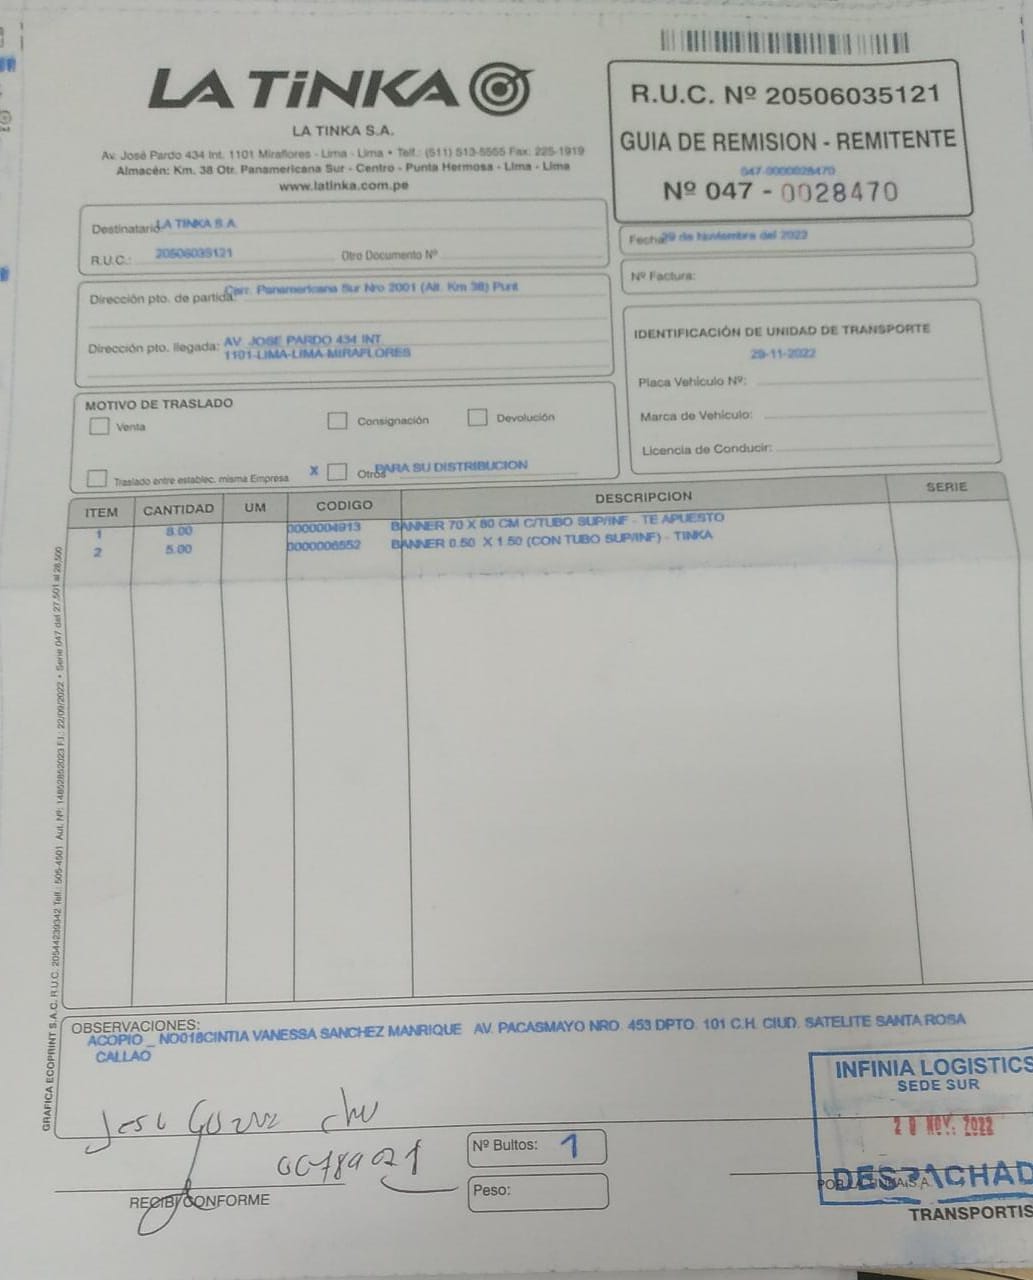 LA TiNKA
LA TINKA S.A.
Av. José Pardo 434 Int. 1101 Miraflores - Lima - Lima • Telf.: (511) 513-5555 Fax: 225-1919
Almacén: Km. 38 Otr. Panamericana Sur - Centro - Punta Hermosa - Lima - Lima
www.latinka.com.pe
R.U.C. Nº 20506035121
GUIA DE REMISION - REMITENTE
047-0000028470
Nº 047 - 0028470
Destinatario LA TINKA S.A.
R.U.C.: 20506035121 Otro Documento Nº
Fecha 29 de Noviembre del 2022
Nº Factura:
Dirección pto. de partida: Carr. Panamericana Sur Nro 2001 (Alt. Km 38) Punt
Dirección pto. llegada: AV. JOSE PARDO 434 INT
1101-LIMA-LIMA-MIRAFLORES
IDENTIFICACIÓN DE UNIDAD DE TRANSPORTE
29-11-2022
Placa Vehículo Nº:
Marca de Vehículo:
Licencia de Conducir:
MOTIVO DE TRASLADO
Venta Consignación Devolución
Traslado entre establec. misma Empresa X Otros PARA SU DISTRIBUCION
ITEM CANTIDAD UM CODIGO DESCRIPCION SERIE
1 8.00 0000004913 BANNER 70 X 80 CM C/TUBO SUP/INF - TE APUESTO
2 5.00 0000006552 BANNER 0.50 X 1.50 (CON TUBO SUP/INF) - TINKA
GRAFICA ECOPRINT S.A.C. R.U.C. 20544239342 Telf.: 505-4501 Aut. Nº: 14852852023 F.I.: 22/09/2022 • Serie 047 del 27,501 al 28,500
OBSERVACIONES:
ACOPIO _ NO018CINTIA VANESSA SANCHEZ MANRIQUE AV. PACASMAYO NRO. 453 DPTO. 101 C.H. CIUD. SATELITE SANTA ROSA
CALLAO
INFINIA LOGISTICS
SEDE SUR
NOV. 2022
DESPACHAD
00789021
RECIBI CONFORME
Nº Bultos: 1
Peso:
TRANSPORTIS